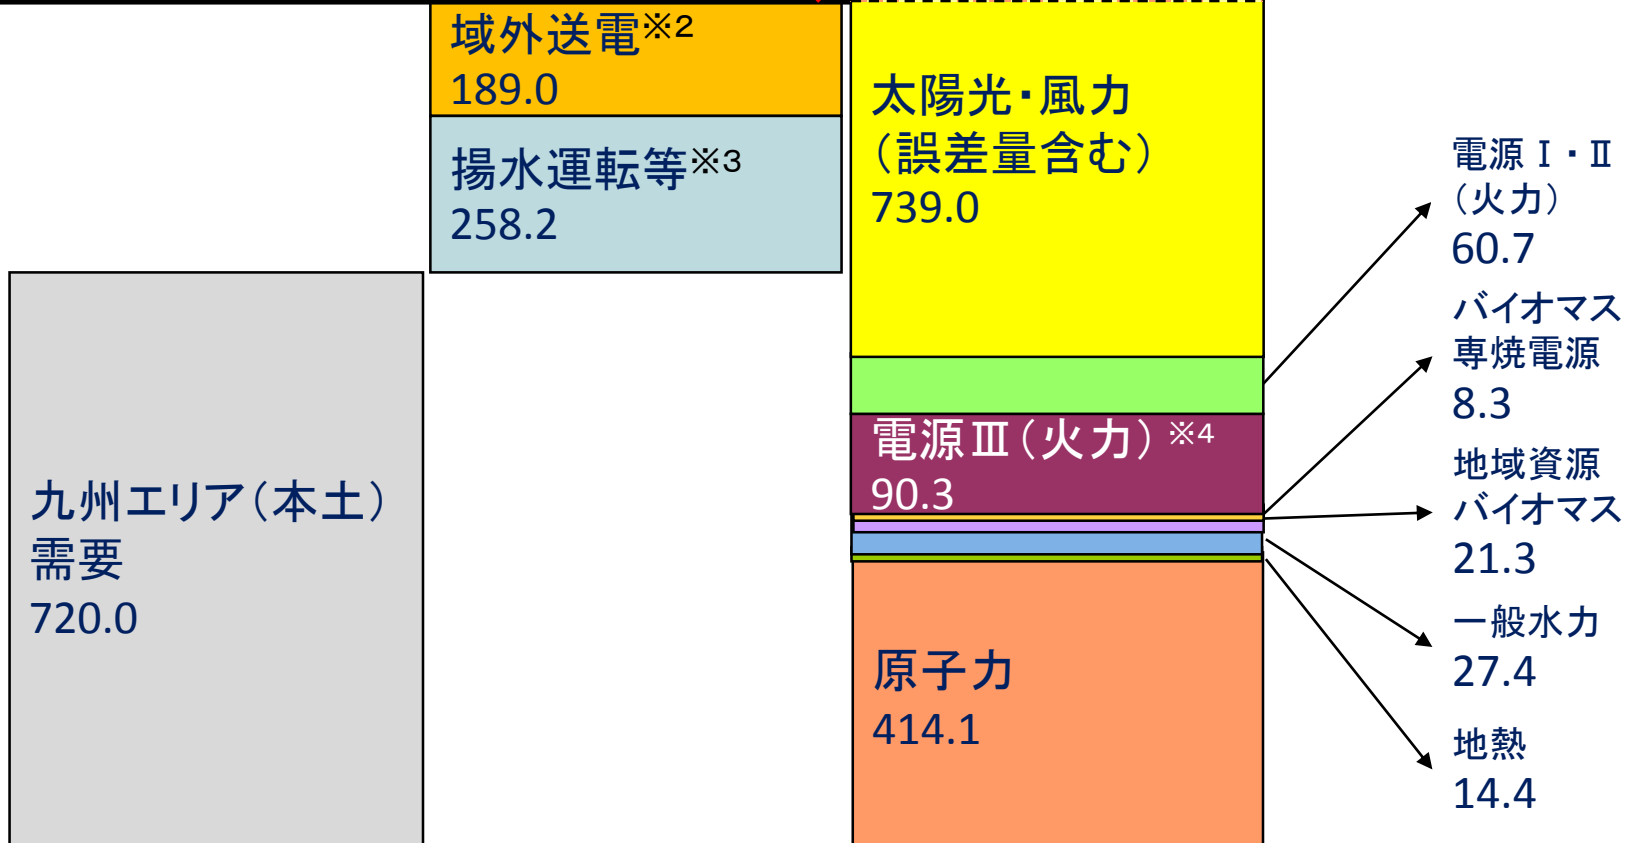 域外送電※2
189.0
揚水運転等※3
258.2
九州エリア（本土）
需要
720.0
太陽光・風力
（誤差量含む）
739.0
電源Ⅲ（火力）※4
90.3
原子力
414.1
電源Ⅰ・Ⅱ
（火力）
60.7
バイオマス
専焼電源
8.3
地域資源
バイオマス
21.3
一般水力
27.4
地熱
14.4